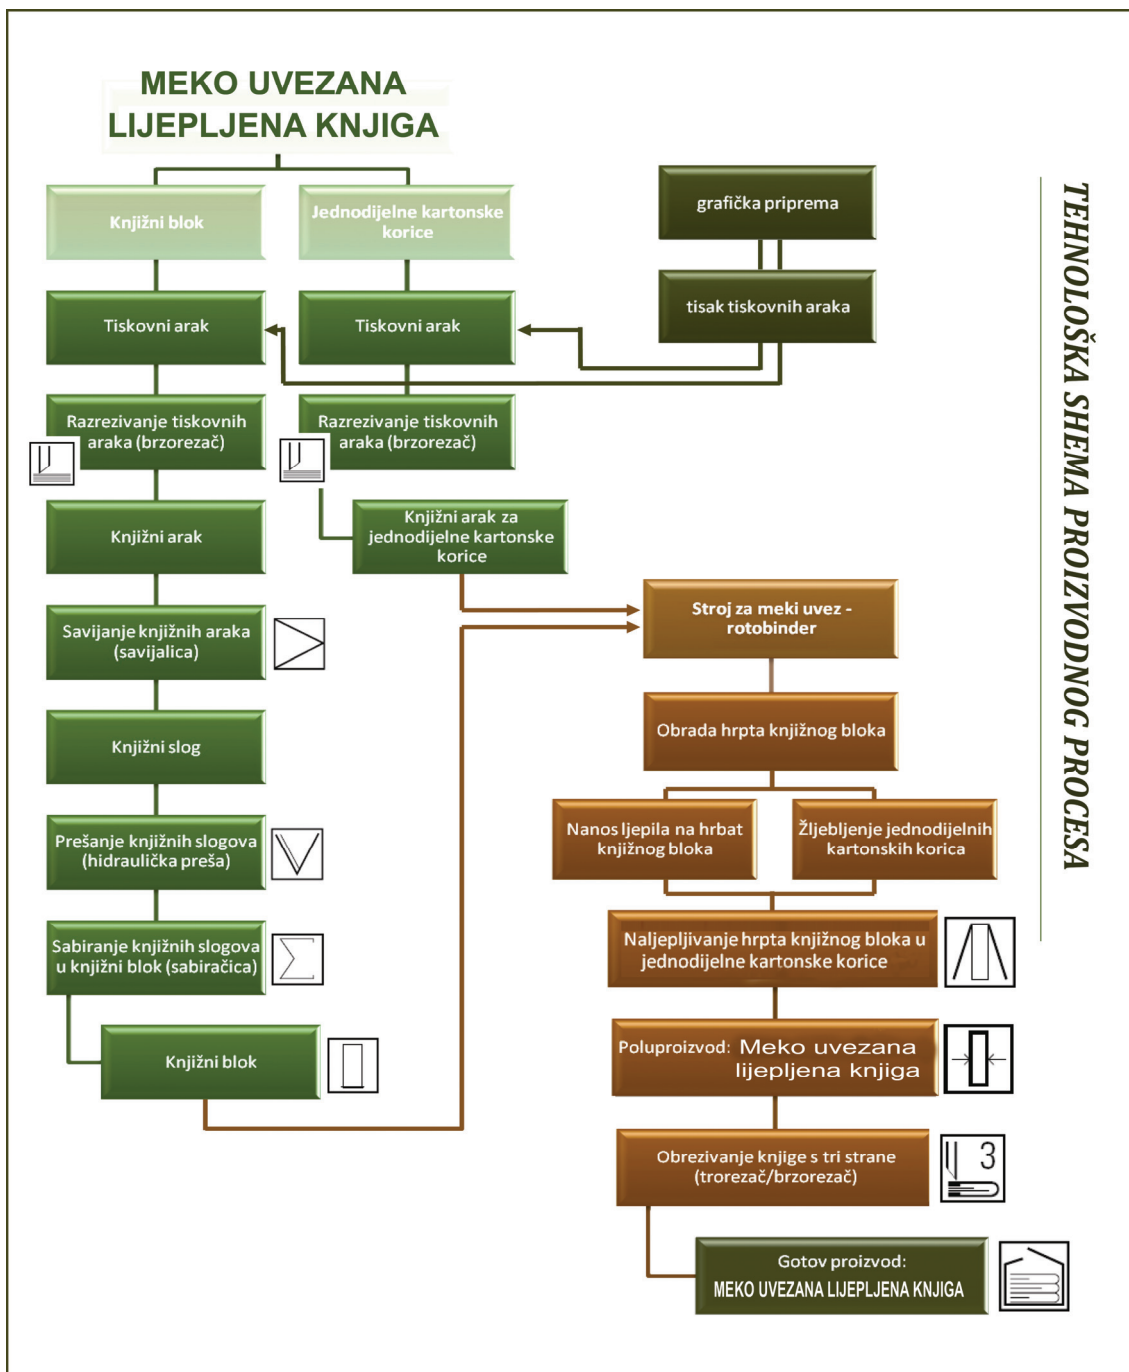 MEKO UVEZANA
LIJEPLJENA KNJIGA
Knjižni blok
Jednodijelne kartonske
korice
grafička priprema
Tiskovni arak
Tiskovni arak
tisak tiskovnih araka
Razrezivanje tiskovnih
araka (brzorezač)
Razrezivanje tiskovnih
araka (brzorezač)
Knjižni arak
Knjižni arak za
jednodijelne kartonske
korice
Savijanje knjižnih araka
(savijalica)
Knjižni slog
Prešanje knjižnih slogova
(hidraulička preša)
Sabiranje knjižnih slogova
u knjižni blok (sabiračica)
Knjižni blok
Stroj za meki uvez -
rotobinder
Obrada hrpta knjižnog bloka
Nanos ljepila na hrbat
knjižnog bloka
Žljebljenje jednodijelnih
kartonskih korica
Naljepljivanje hrpta knjižnog bloka u
jednodijelne kartonske korice
Poluproizvod: Meko uvezana
lijepljena knjiga
Obrezivanje knjige s tri strane
(trorezač/brzorezač)
3
Gotov proizvod:
MEKO UVEZANA LIJEPLJENA KNJIGA
TEHNOLOŠKA SHEMA PROIZVODNOG PROCESA